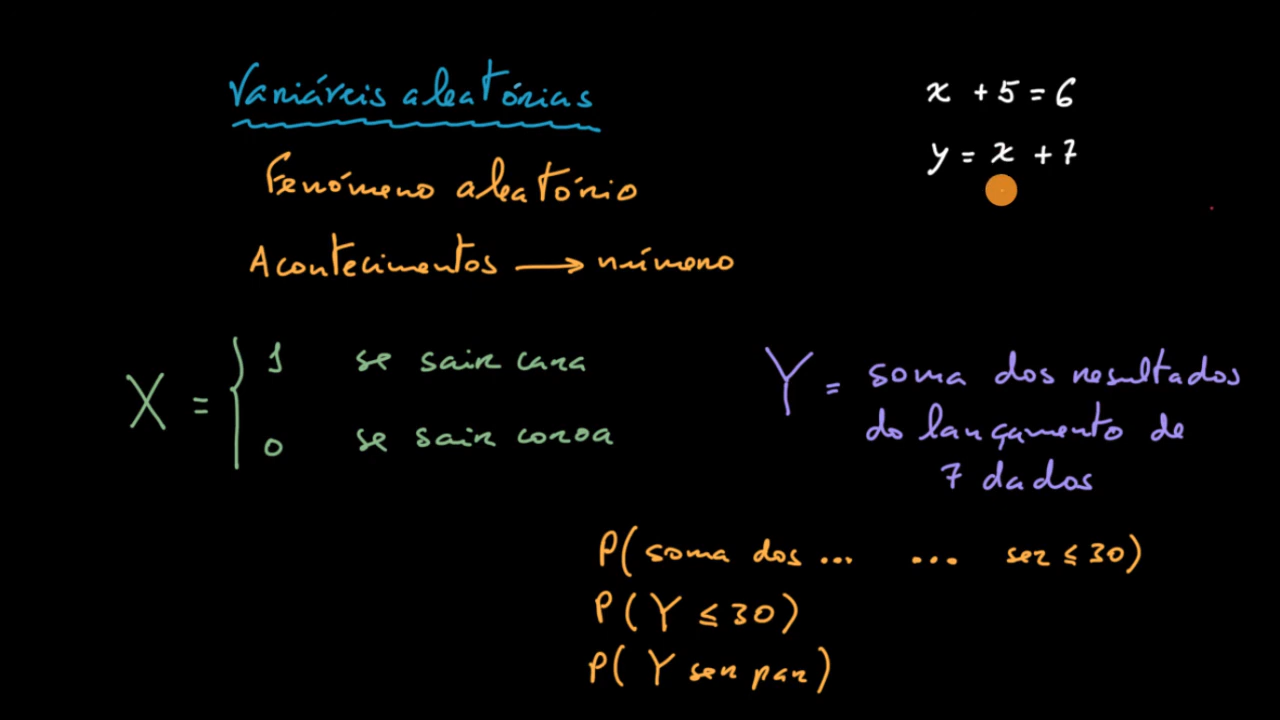 Variáveis aleatórias
x + 5 = 6
y = x + 7
Fenómeno aleatório
Acontecimentos → número
X = { 1 se sair cara
0 se sair coroa
Y = soma dos resultados
do lançamento de
7 dados
P(soma dos ... ... ser ≤ 30)
P(Y ≤ 30)
P(Y ser par)